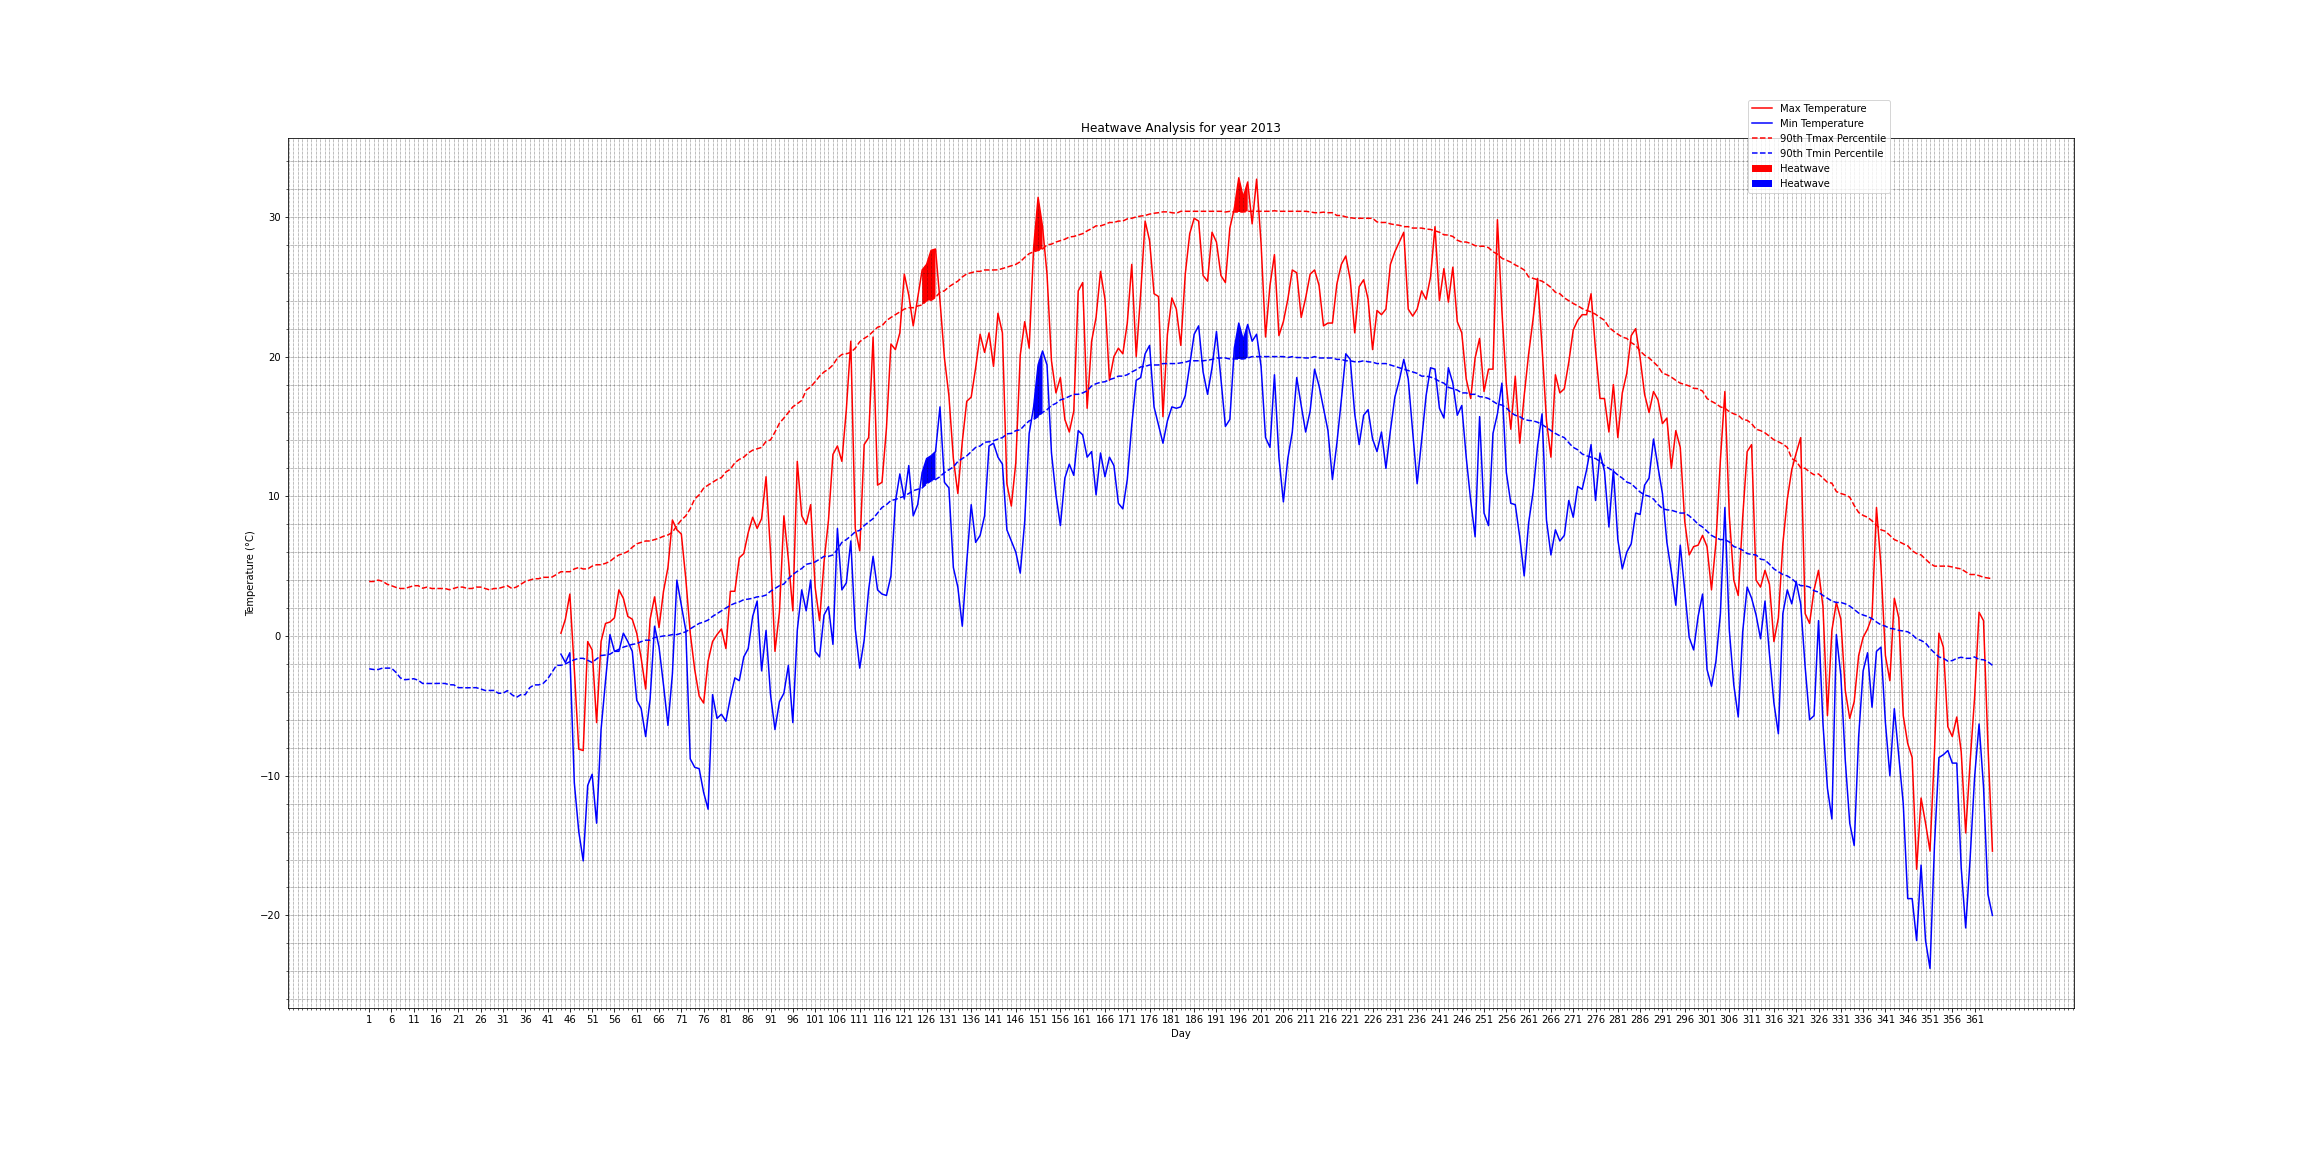 Heatwave Analysis for year 2013
Max Temperature
Min Temperature
90th Tmax Percentile
90th Tmin Percentile
Heatwave
Heatwave
Temperature (°C)
30
20
10
0
−10
−20
1 6 11 16 21 26 31 36 41 46 51 56 61 66 71 76 81 86 91 96 101 106 111 116 121 126 131 136 141 146 151 156 161 166 171 176 181 186 191 196 201 206 211 216 221 226 231 236 241 246 251 256 261 266 271 276 281 286 291 296 301 306 311 316 321 326 331 336 341 346 351 356 361
Day